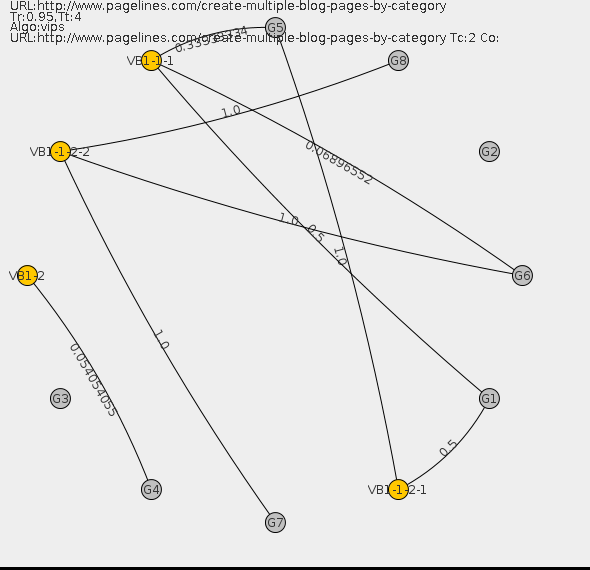 URL:http://www.pagelines.com/create-multiple-blog-pages-by-category
Tr:0.95,Tt:4
Algo:vips
URL:http://www.pagelines.com/create-multiple-blog-pages-by-category Tc:2 Co:
G5
VB1-1-1
G8
1.0
VB1-1-2-2
G2
0.06896552
1.0
0.5
1.0
VB1-2
G6
1.0
0.054054055
G3
G1
0.5
G4
VB1-1-2-1
G7